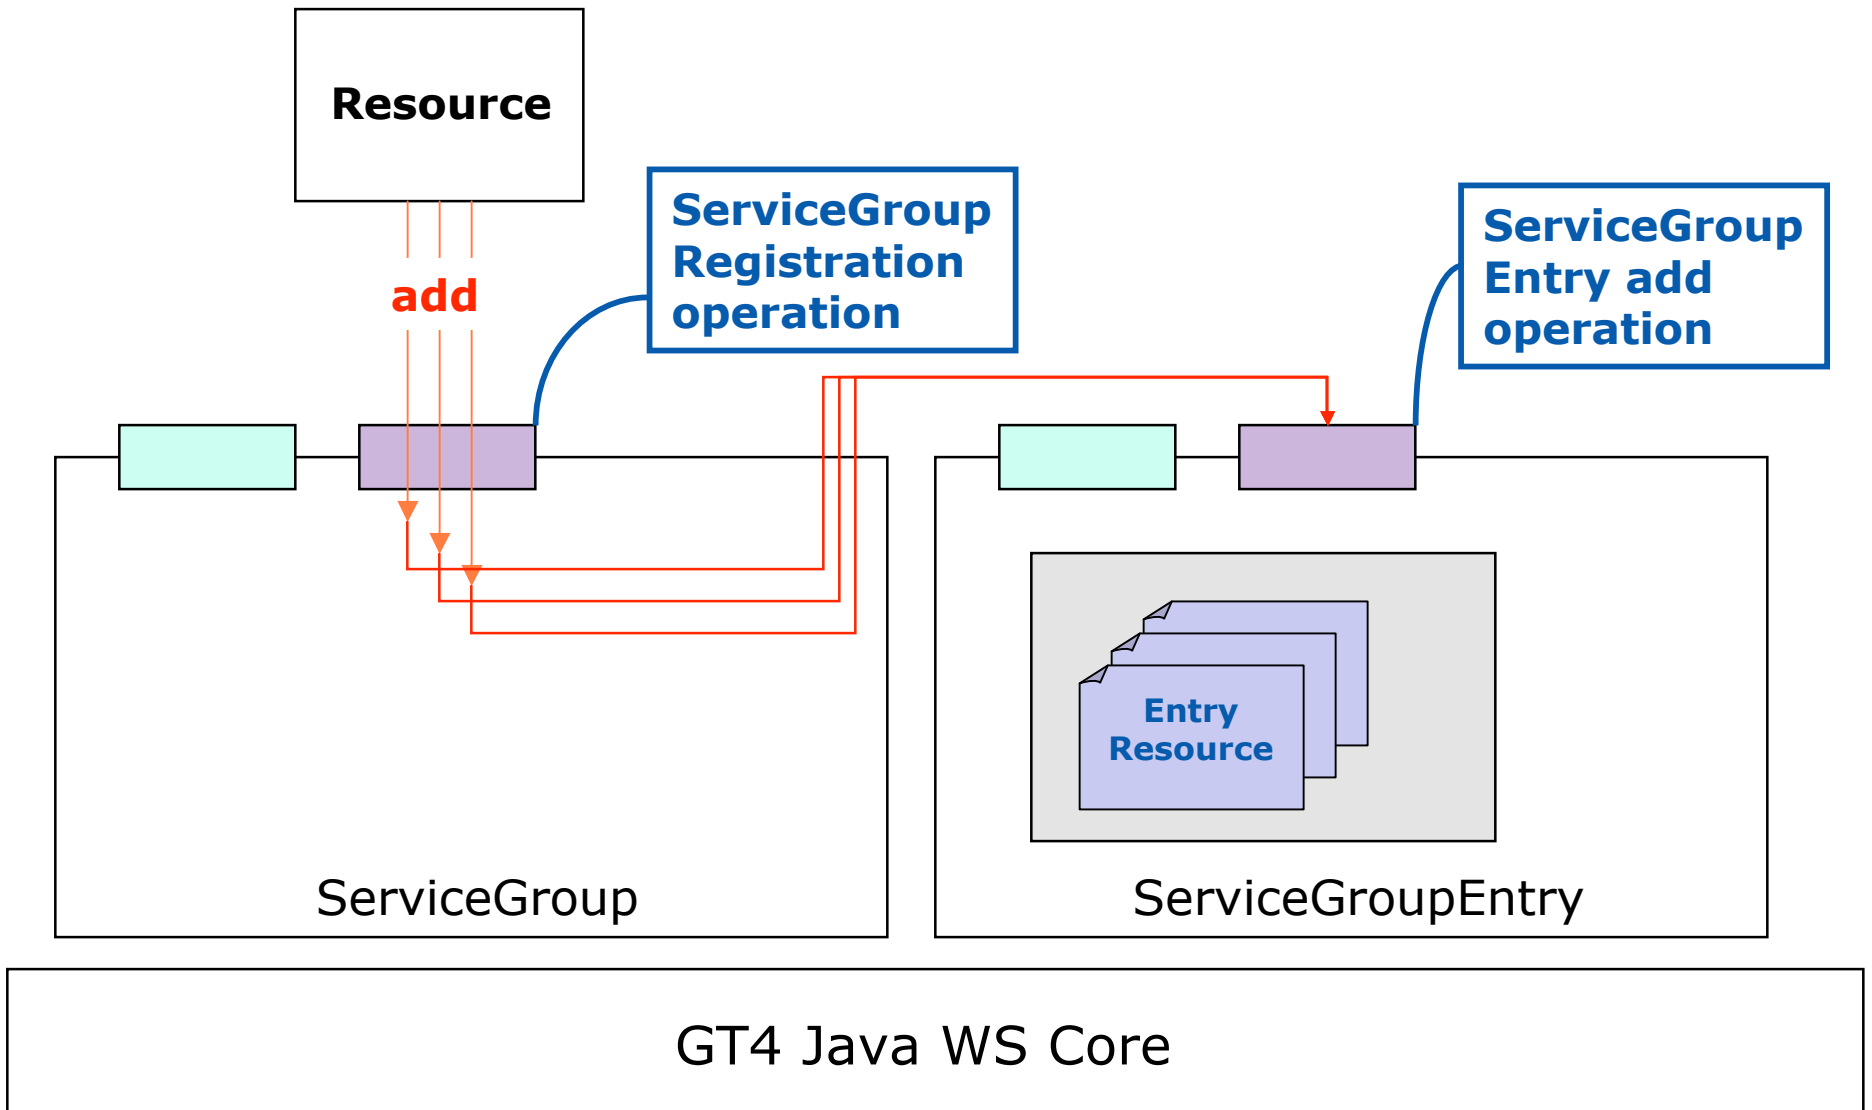 Resource
ServiceGroup
Registration
operation
ServiceGroup
Entry add
operation
add
Entry
Resource
ServiceGroup
ServiceGroupEntry
GT4 Java WS Core